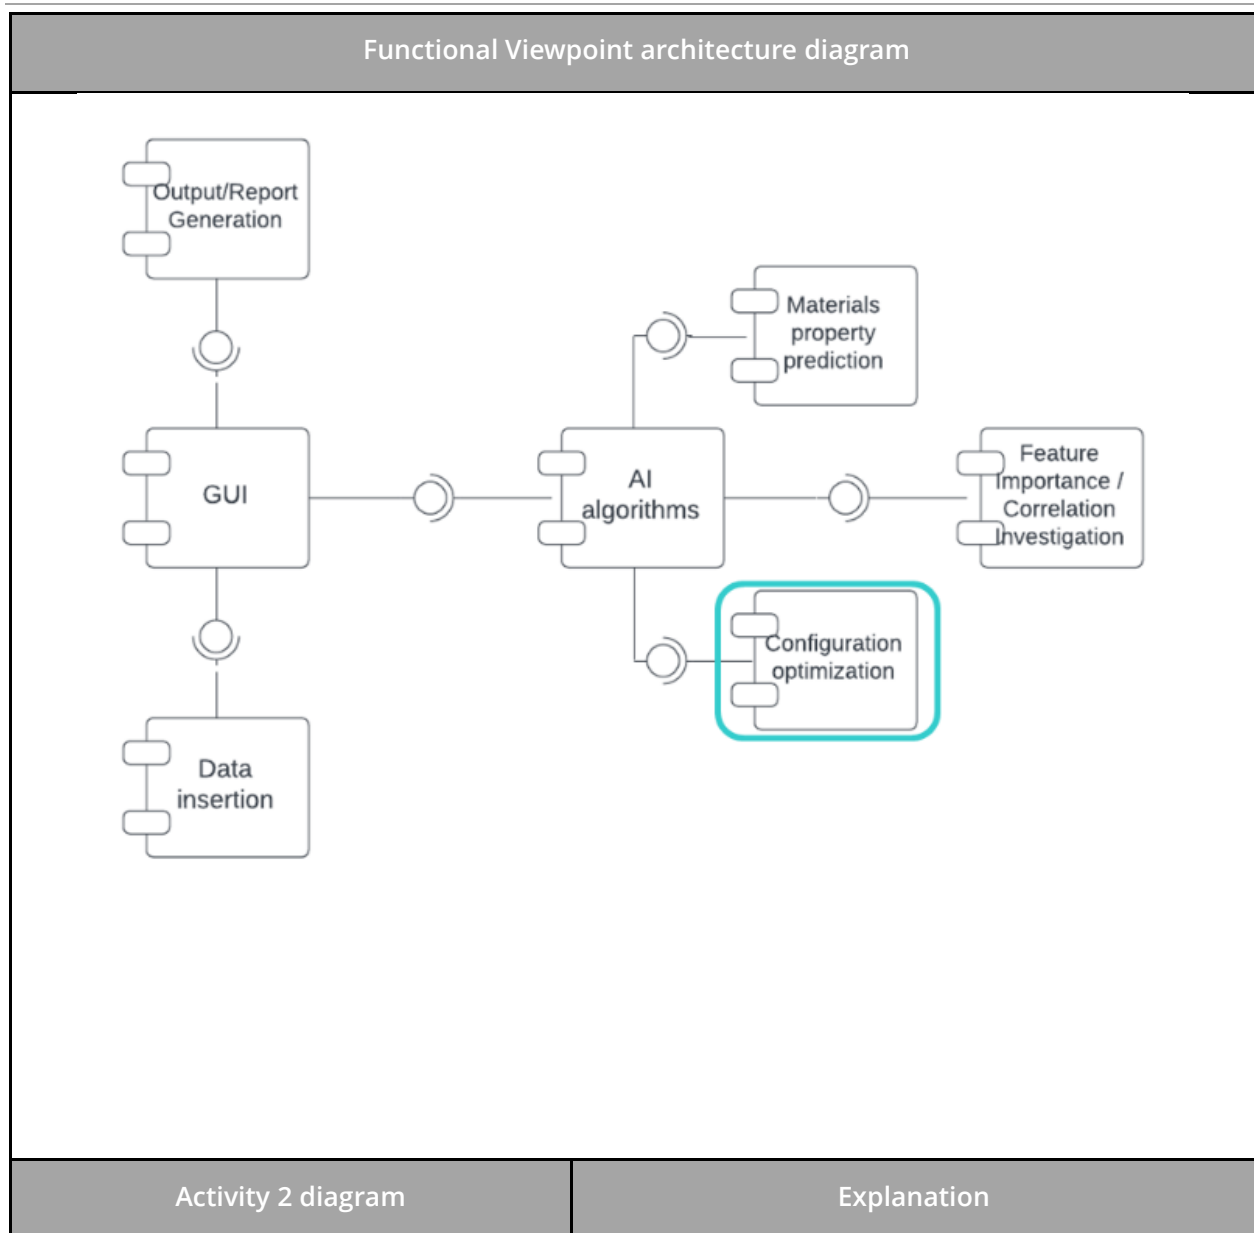 Functional Viewpoint architecture diagram
Output/Report
Generation
Materials
property
prediction
GUI
AI
algorithms
Feature
Importance /
Correlation
Investigation
Configuration
optimization
Data
insertion
Activity 2 diagram
Explanation